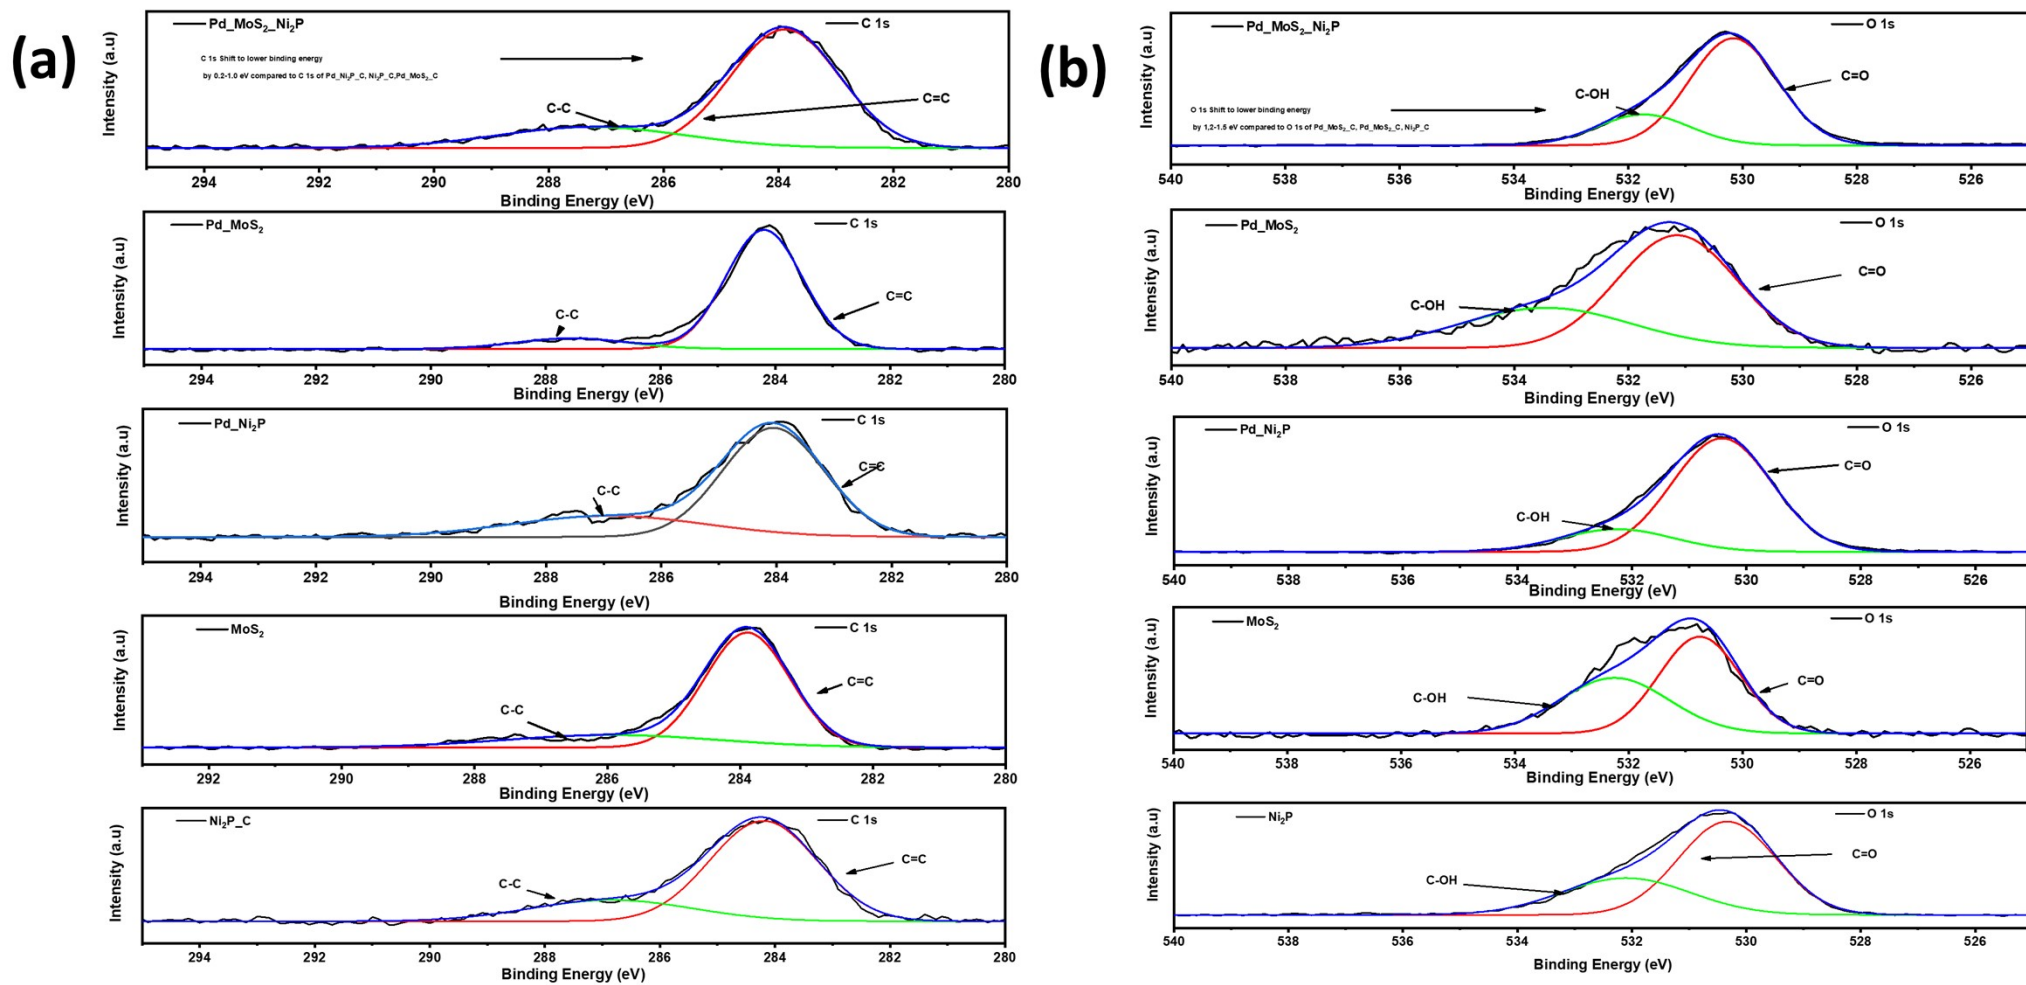 (a)
Pd_MoS₂_Ni₂P
C 1s
C 1s Shift to lower binding energy
by 0.2-1.0 eV compared to C 1s of Pd_Ni₂P_C, Ni₂P_C,Pd_MoS₂_C
C-C
C=C
Intensity (a.u)
294 292 290 288 286 284 282 280
Binding Energy (eV)
Pd_MoS₂
C 1s
C-C
C=C
Intensity (a.u)
294 292 290 288 286 284 282 280
Binding Energy (eV)
Pd_Ni₂P
C 1s
C-C
C=C
Intensity (a.u)
294 292 290 288 286 284 282 280
Binding Energy (eV)
MoS₂
C 1s
C-C
C=C
Intensity (a.u)
292 290 288 286 284 282 280
Binding Energy (eV)
Ni₂P_C
C 1s
C-C
C=C
Intensity (a.u)
294 292 290 288 286 284 282 280
Binding Energy (eV)
(b)
Pd_MoS₂_Ni₂P
O 1s
O 1s Shift to lower binding energy
by 1,2-1.5 eV compared to O 1s of Pd_MoS₂_C, Pd_MoS₂_C, Ni₂P_C
C-OH
C=O
Intensity (a.u)
540 538 536 534 532 530 528 526
Binding Energy (eV)
Pd_MoS₂
O 1s
C-OH
C=O
Intensity (a.u)
540 538 536 534 532 530 528 526
Binding Energy (eV)
Pd_Ni₂P
O 1s
C-OH
C=O
Intensity (a.u)
540 538 536 534 532 530 528 526
Binding Energy (eV)
MoS₂
O 1s
C-OH
C=O
Intensity (a.u)
540 538 536 534 532 530 528 526
Binding Energy (eV)
Ni₂P
O 1s
C-OH
C=O
Intensity (a.u)
540 538 536 534 532 530 528 526
Binding Energy (eV)